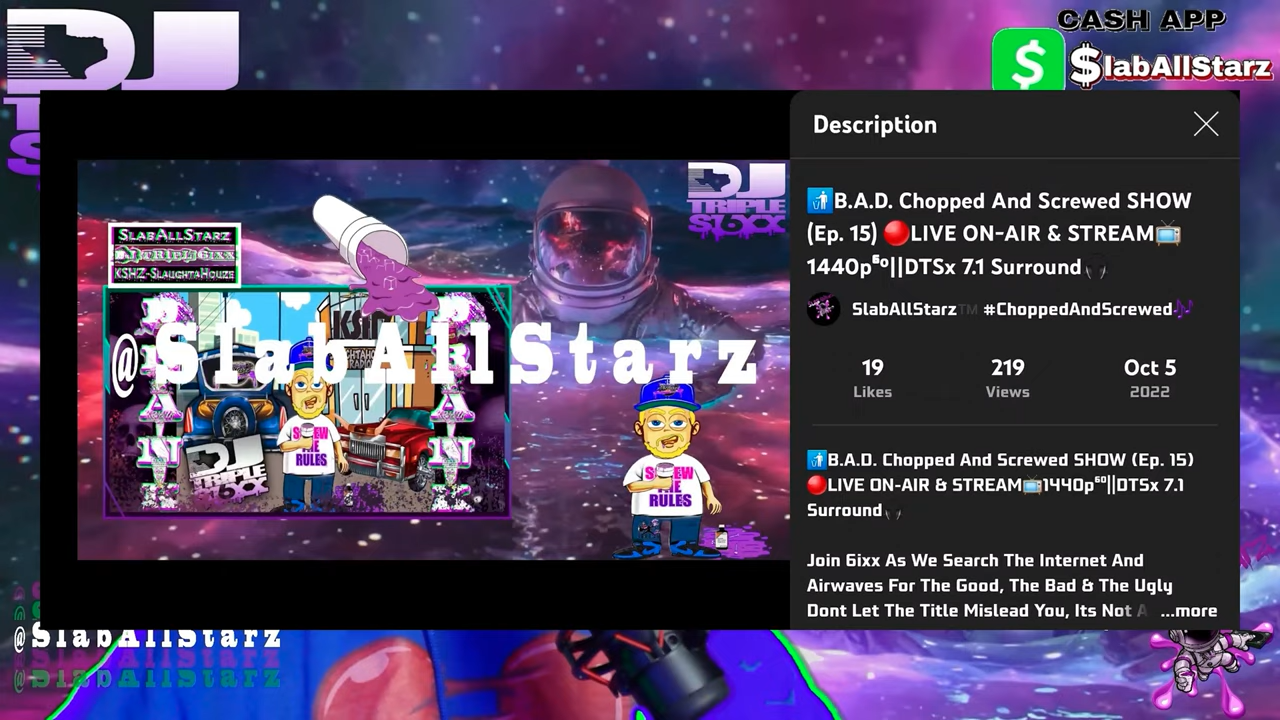 CASH APP
$labAllStarz
DJ
Description
DJ
TRIPLE
SI6XX
🚮B.A.D. Chopped And Screwed SHOW
(Ep. 15) 🔴LIVE ON-AIR & STREAM📺
1440p⁶⁰||DTSx 7.1 Surround🎧
SlabAllStarz™ #ChoppedAndScrewed🎶
19 219 Oct 5
Likes Views 2022
🚮B.A.D. Chopped And Screwed SHOW (Ep. 15)
🔴LIVE ON-AIR & STREAM📺1440p⁶⁰||DTSx 7.1
Surround🎧
Join 6ixx As We Search The Internet And
Airwaves For The Good, The Bad & The Ugly
Dont Let The Title Mislead You, Its Not A ...more
SLABALLSTARZ
DJ TRIPLE 6IXX
KSHZ-SLAUGHTAHOUZE
@SlabAllStarz
SCREW
THE
RULES
DJ
TRIPLE
SCREW
THE
RULES
@SlabAllStarz
@SlabAllStarz